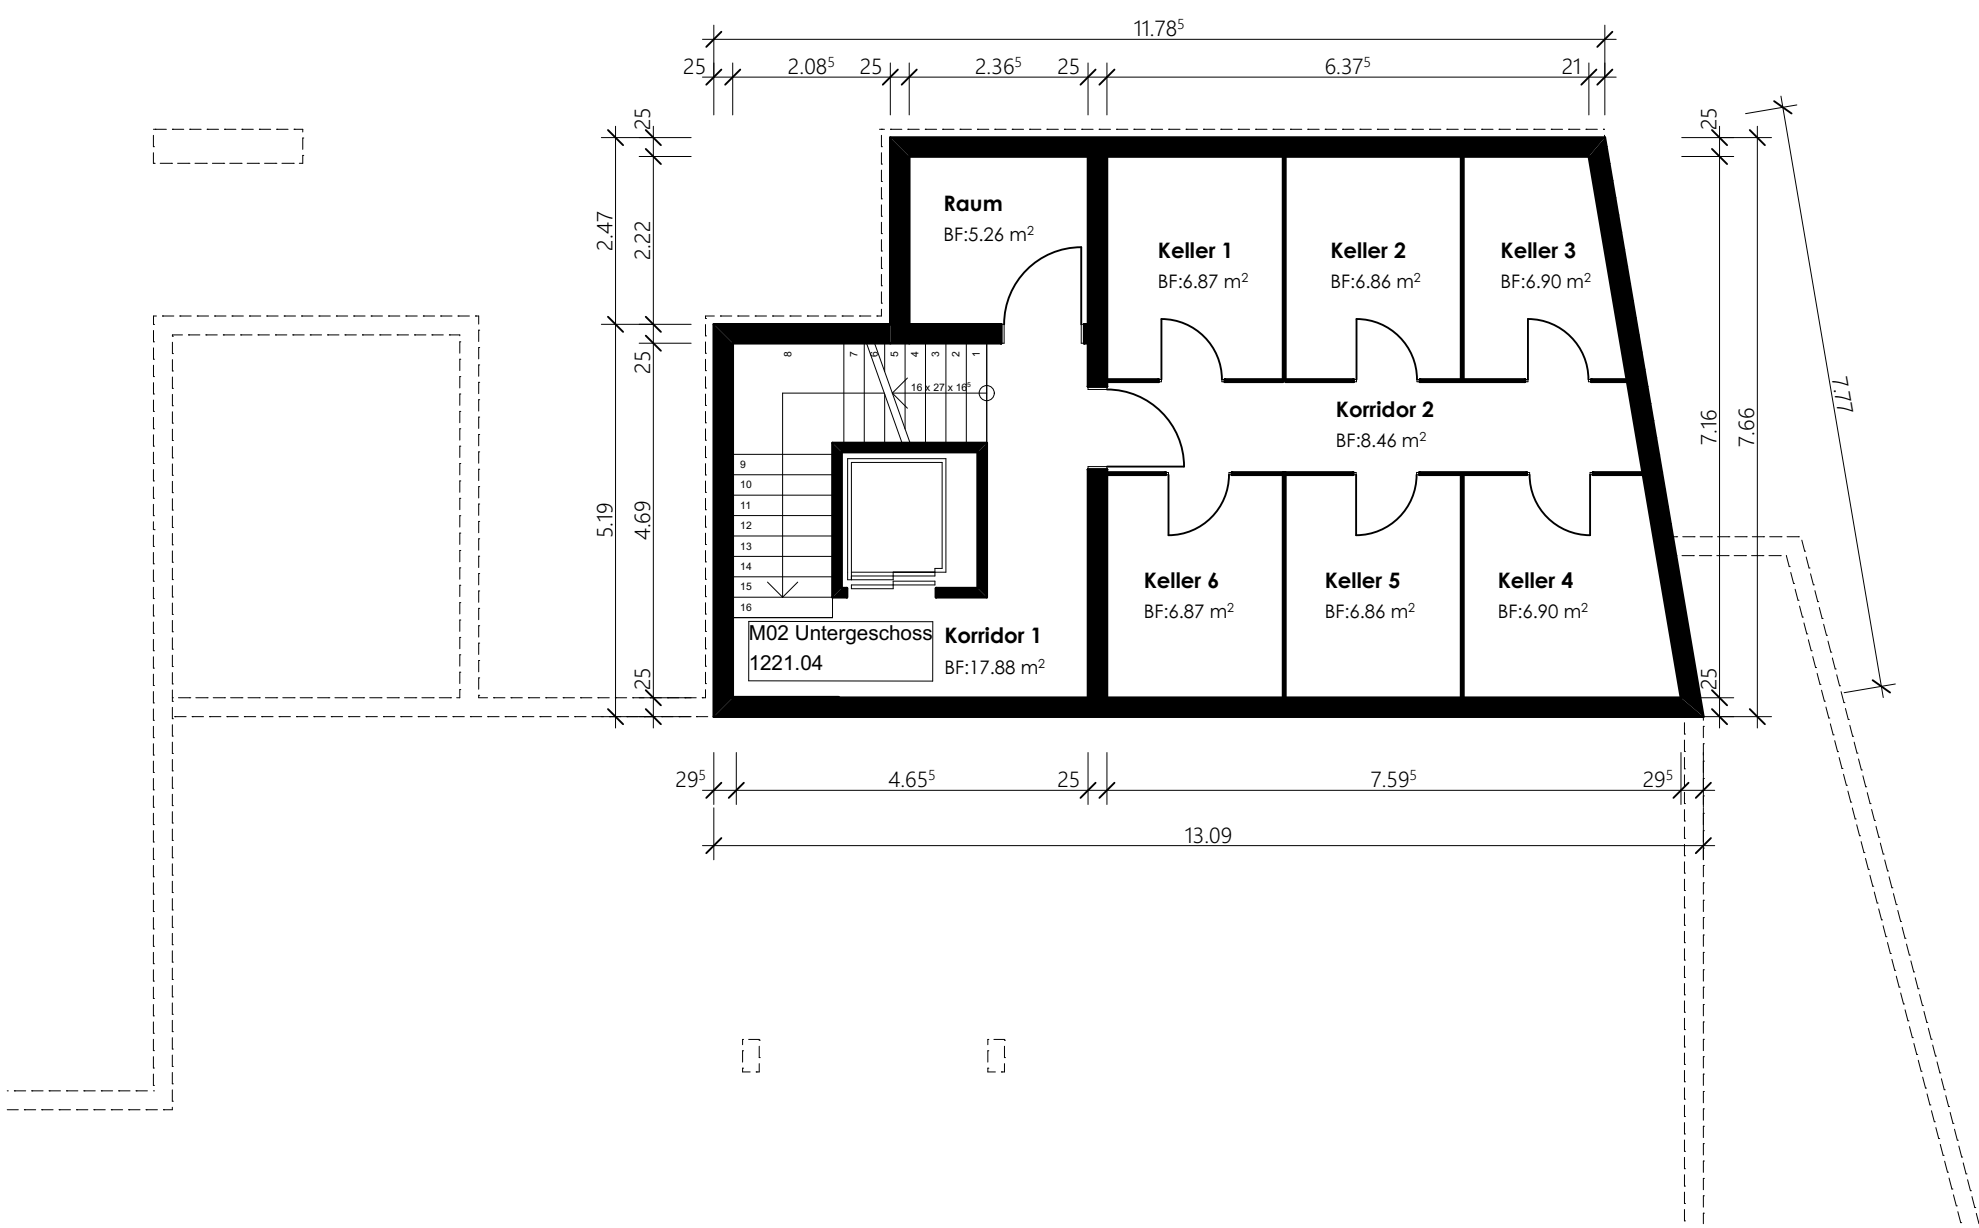 11.78⁵
25 2.08⁵ 25 2.36⁵ 25 6.37⁵ 21
25
2.47
2.22
25
5.19
4.69
25
Raum
BF:5.26 m²
Keller 1
BF:6.87 m²
Keller 2
BF:6.86 m²
Keller 3
BF:6.90 m²
25
7.16
7.66
25
7.77
8 7 6 5 4 3 2 1
16 x 27 x 16⁵
Korridor 2
BF:8.46 m²
9
10
11
12
13
14
15
16
Keller 6
BF:6.87 m²
Keller 5
BF:6.86 m²
Keller 4
BF:6.90 m²
M02 Untergeschoss
1221.04
Korridor 1
BF:17.88 m²
29⁵ 4.65⁵ 25 7.59⁵ 29⁵
13.09